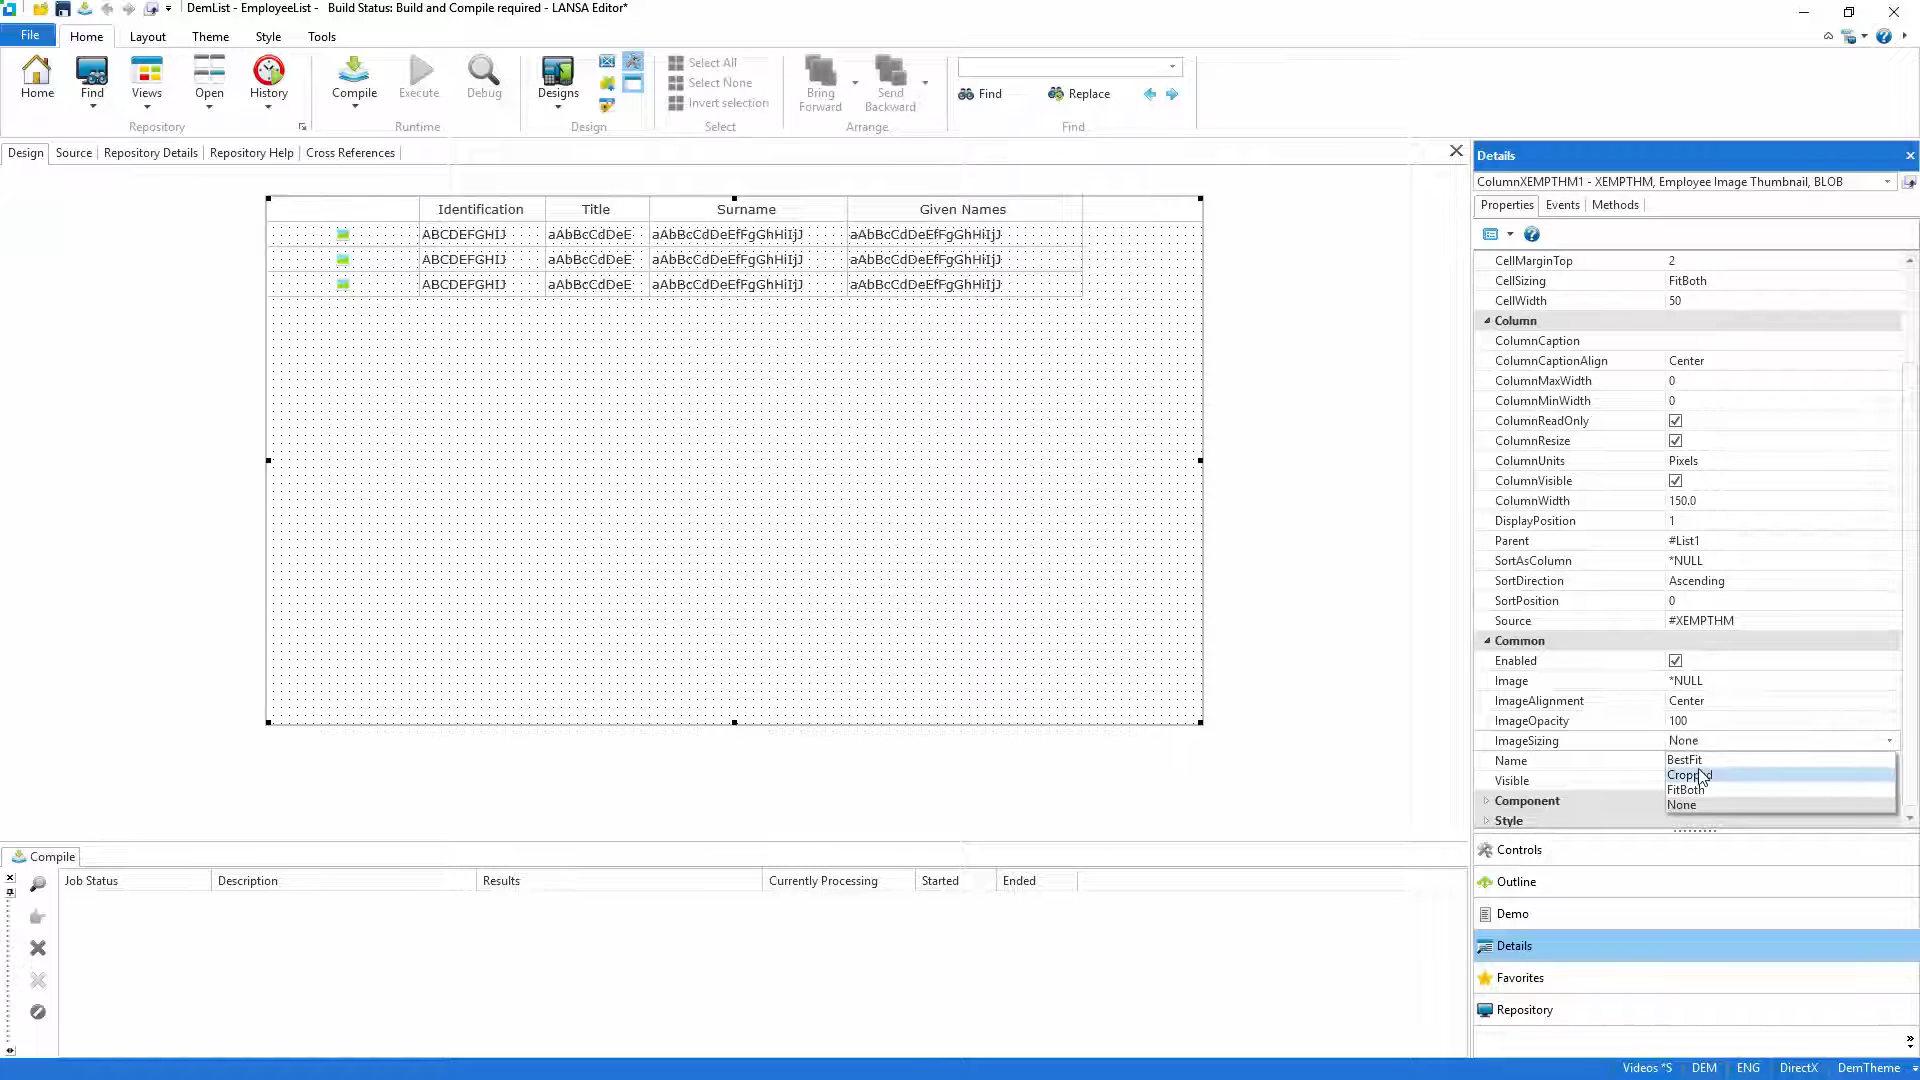 DemList - EmployeeList -   Build Status: Build and Compile required - LANSA Editor*
File Home Layout Theme Style Tools
Home Find Views Open History Compile Execute Debug Designs
Select All
Select None
Invert selection
Bring Forward
Send Backward
Find Replace
Repository Runtime Design Select Arrange Find
Design Source Repository Details Repository Help Cross References
Identification Title Surname Given Names
ABCDEFGHIJ aAbBcCdDeE aAbBcCdDeEfFgGhHiIjJ aAbBcCdDeEfFgGhHiIjJ
ABCDEFGHIJ aAbBcCdDeE aAbBcCdDeEfFgGhHiIjJ aAbBcCdDeEfFgGhHiIjJ
ABCDEFGHIJ aAbBcCdDeE aAbBcCdDeEfFgGhHiIjJ aAbBcCdDeEfFgGhHiIjJ
Details
ColumnXEMPTHM1 - XEMPTHM, Employee Image Thumbnail, BLOB
Properties Events Methods
CellMarginTop 2
CellSizing FitBoth
CellWidth 50
Column
ColumnCaption
ColumnCaptionAlign Center
ColumnMaxWidth 0
ColumnMinWidth 0
ColumnReadOnly
ColumnResize
ColumnUnits Pixels
ColumnVisible
ColumnWidth 150.0
DisplayPosition 1
Parent #List1
SortAsColumn *NULL
SortDirection Ascending
SortPosition 0
Source #XEMPTHM
Common
Enabled
Image *NULL
ImageAlignment Center
ImageOpacity 100
ImageSizing None
Name
Visible
BestFit
Cropped
FitBoth
None
Component
Style
Controls
Outline
Demo
Details
Favorites
Repository
Compile
Job Status Description Results Currently Processing Started Ended
Videos *S DEM ENG DirectX DemTheme